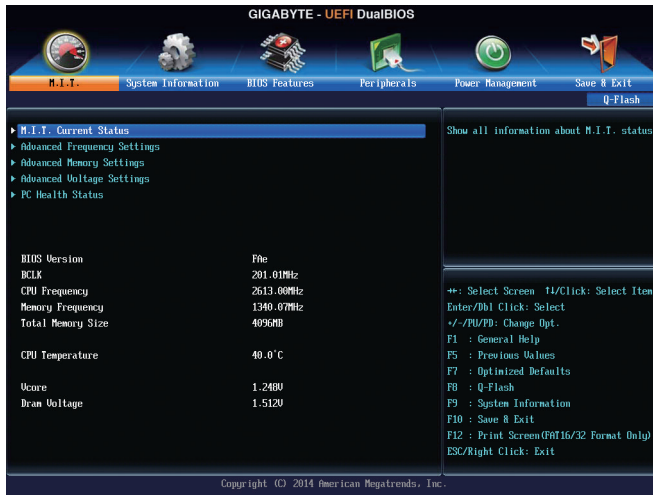 GIGABYTE - UEFI DualBIOS
M.I.T.
System Information
BIOS Features
Peripherals
Power Management
Save & Exit
Q-Flash
M.I.T. Current Status
Advanced Frequency Settings
Advanced Memory Settings
Advanced Voltage Settings
PC Health Status
BIOS Version FAe
BCLK 201.01MHz
CPU Frequency 2613.00MHz
Memory Frequency 1340.07MHz
Total Memory Size 4096MB
CPU Temperature 40.0°C
Vcore 1.248V
Dram Voltage 1.512V
Show all information about M.I.T. status
→←: Select Screen ↑↓/Click: Select Item
Enter/Dbl Click: Select
+/-/PU/PD: Change Opt.
F1 : General Help
F5 : Previous Values
F7 : Optimized Defaults
F8 : Q-Flash
F9 : System Information
F10 : Save & Exit
F12 : Print Screen(FAT16/32 Format Only)
ESC/Right Click: Exit
Copyright (C) 2014 American Megatrends, Inc.